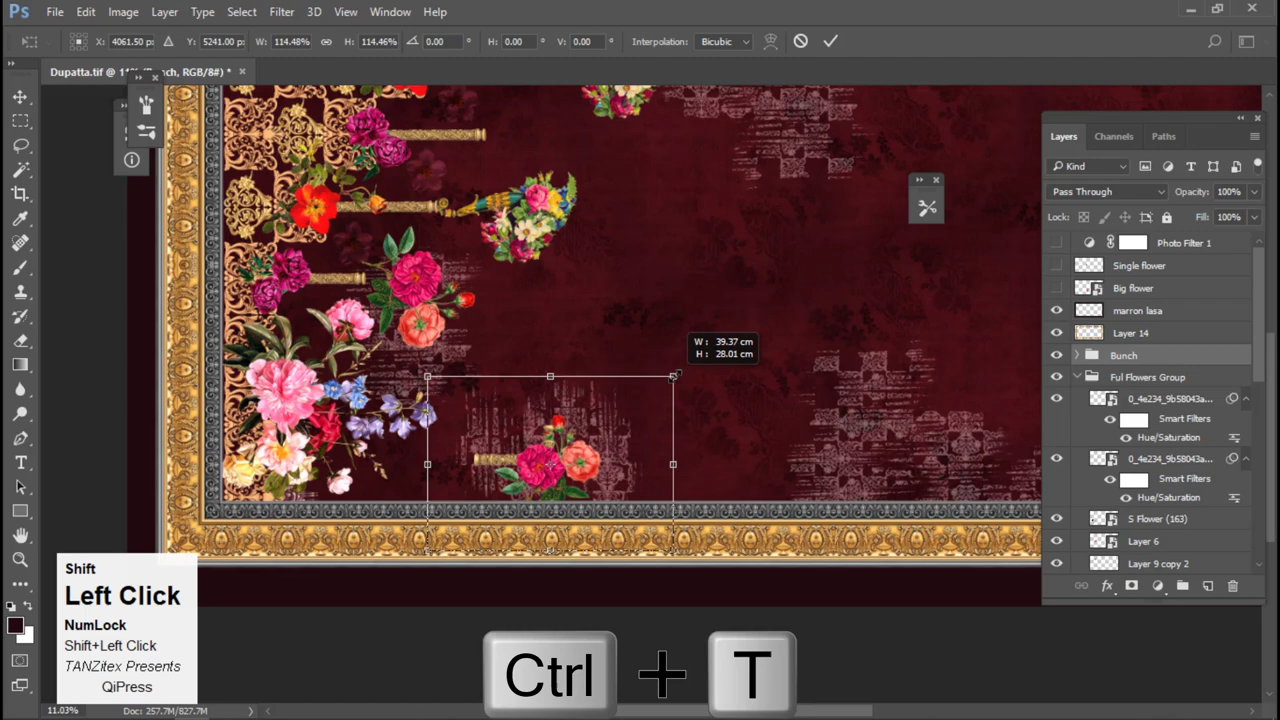 Ps File Edit Image Layer Type Select Filter 3D View Window Help
X: 4061.50 p: Y: 5241.00 p: W: 114.48% H: 114.46% 0.00 ° H: 0.00 ° V: 0.00 ° Interpolation: Bicubic
Dupatta.tif @ 11 nch, RGB/8#) *
Layers Channels Paths
Kind T
Pass Through Opacity: 100%
Lock: Fill: 100%
Photo Filter 1
Single flower
Big flower
marron lasa
Layer 14
Bunch
Ful Flowers Group
0_4e234_9b58043a...
Smart Filters
Hue/Saturation
0_4e234_9b58043a...
Smart Filters
Hue/Saturation
S Flower (163)
Layer 6
Layer 9 copy 2
fx
W : 39.37 cm
H : 28.01 cm
Shift
Left Click
NumLock
Shift+Left Click
TANZitex Presents
QiPress
Ctrl + T
11.03% Doc: 257.7M/827.7M